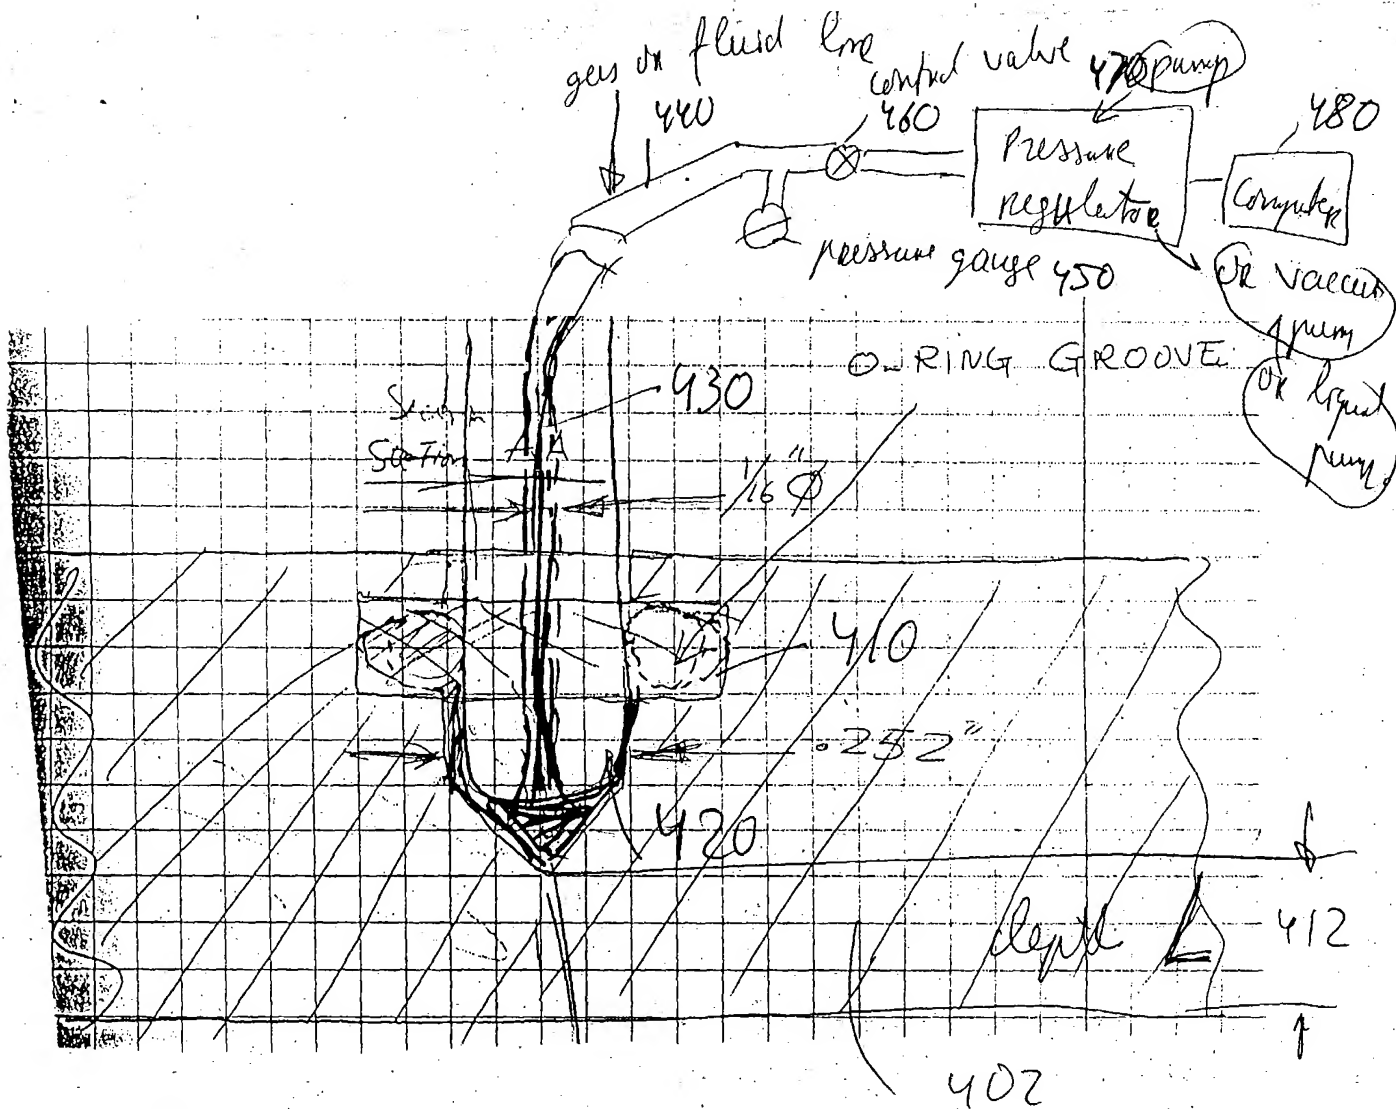 gas or fluid line
440
control valve
460
470 pump
Pressure
regulator
480
Computer
pressure gauge 450
or vacuum
pump
or liquid
pump
O-RING GROOVE
430
Section
A A
1/16" Ø
410
.252"
420
depth L
412
402